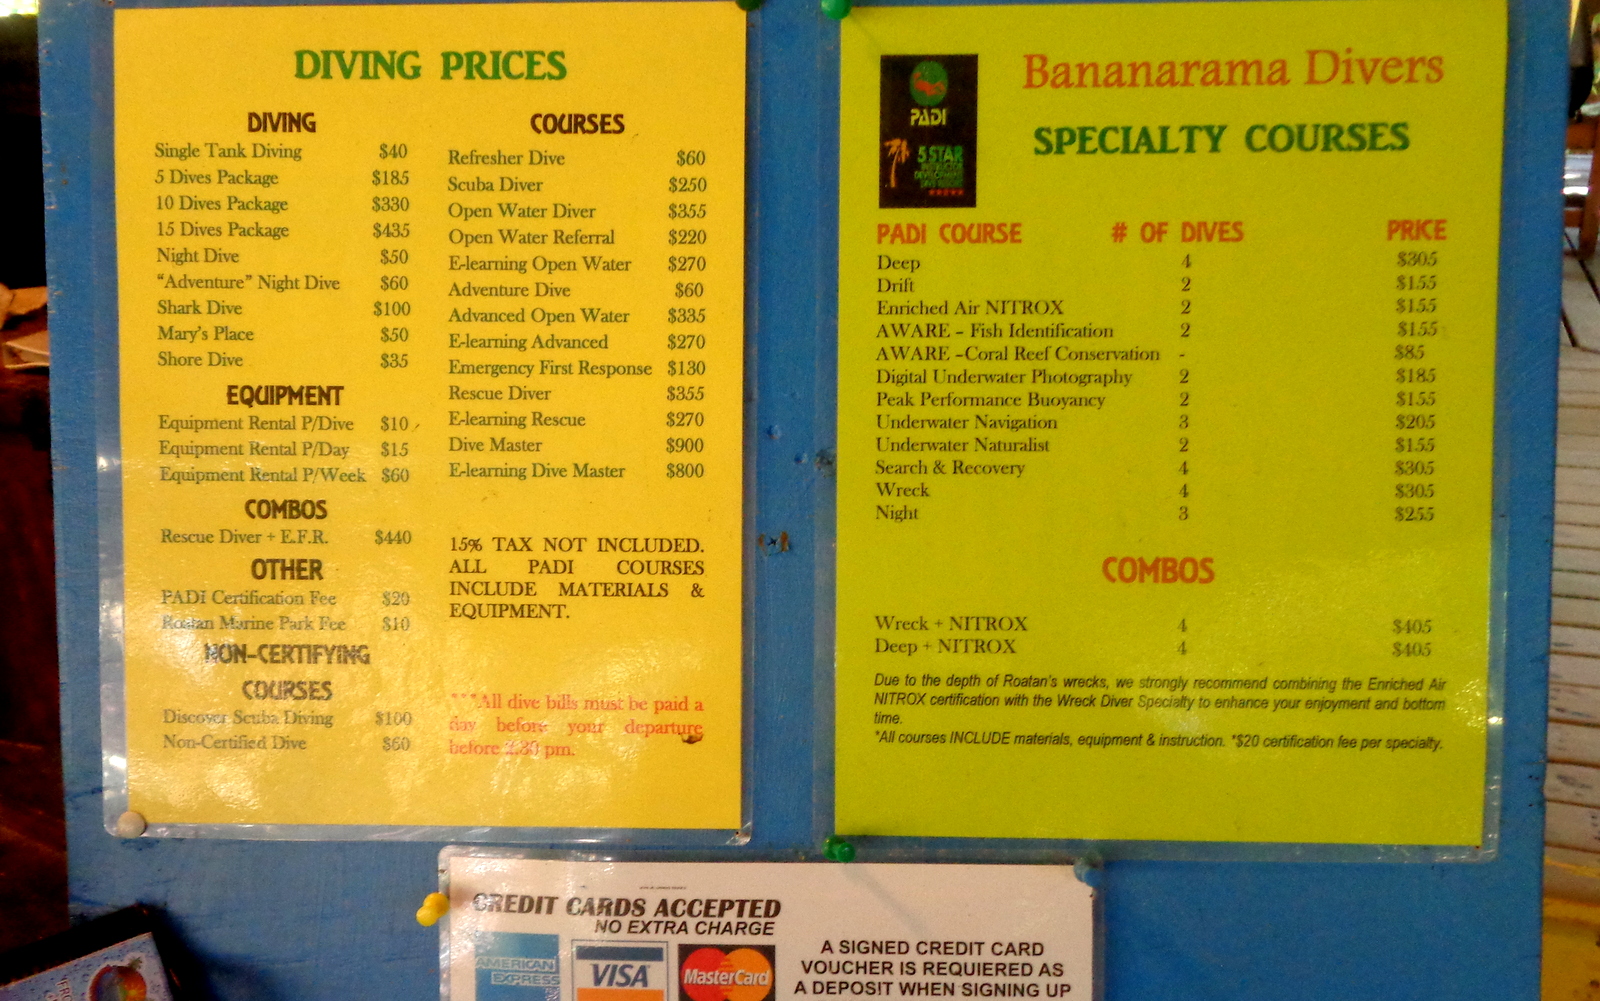 DIVING PRICES
DIVING
Single Tank Diving $40
5 Dives Package $185
10 Dives Package $330
15 Dives Package $435
Night Dive $50
“Adventure” Night Dive $60
Shark Dive $100
Mary's Place $50
Shore Dive $35
EQUIPMENT
Equipment Rental P/Dive $10
Equipment Rental P/Day $15
Equipment Rental P/Week $60
COMBOS
Rescue Diver + E.F.R. $440
OTHER
PADI Certification Fee $20
Roatan Marine Park Fee $10
NON-CERTIFYING
COURSES
Discover Scuba Diving $100
Non-Certified Dive $60
COURSES
Refresher Dive $60
Scuba Diver $250
Open Water Diver $355
Open Water Referral $220
E-learning Open Water $270
Adventure Dive $60
Advanced Open Water $335
E-learning Advanced $270
Emergency First Response $130
Rescue Diver $355
E-learning Rescue $270
Dive Master $900
E-learning Dive Master $800
15% TAX NOT INCLUDED.
ALL PADI COURSES
INCLUDE MATERIALS &
EQUIPMENT.
***All dive bills must be paid a
day before your departure
before pm.
PADI
5 STAR
INSTRUCTOR
DEVELOPMENT
DIVE RESORT
Bananarama Divers
SPECIALTY COURSES
PADI COURSE # OF DIVES PRICE
Deep 4 $305
Drift 2 $155
Enriched Air NITROX 2 $155
AWARE – Fish Identification 2 $155
AWARE –Coral Reef Conservation - $85
Digital Underwater Photography 2 $185
Peak Performance Buoyancy 2 $155
Underwater Navigation 3 $205
Underwater Naturalist 2 $155
Search & Recovery 4 $305
Wreck 4 $305
Night 3 $255
COMBOS
Wreck + NITROX 4 $405
Deep + NITROX 4 $405
Due to the depth of Roatan's wrecks, we strongly recommend combining the Enriched Air
NITROX certification with the Wreck Diver Specialty to enhance your enjoyment and bottom
time.
*All courses INCLUDE materials, equipment & instruction. *$20 certification fee per specialty.
CREDIT CARDS ACCEPTED
NO EXTRA CHARGE
AMERICAN
EXPRESS
VISA
MasterCard
A SIGNED CREDIT CARD
VOUCHER IS REQUIERED AS
A DEPOSIT WHEN SIGNING UP